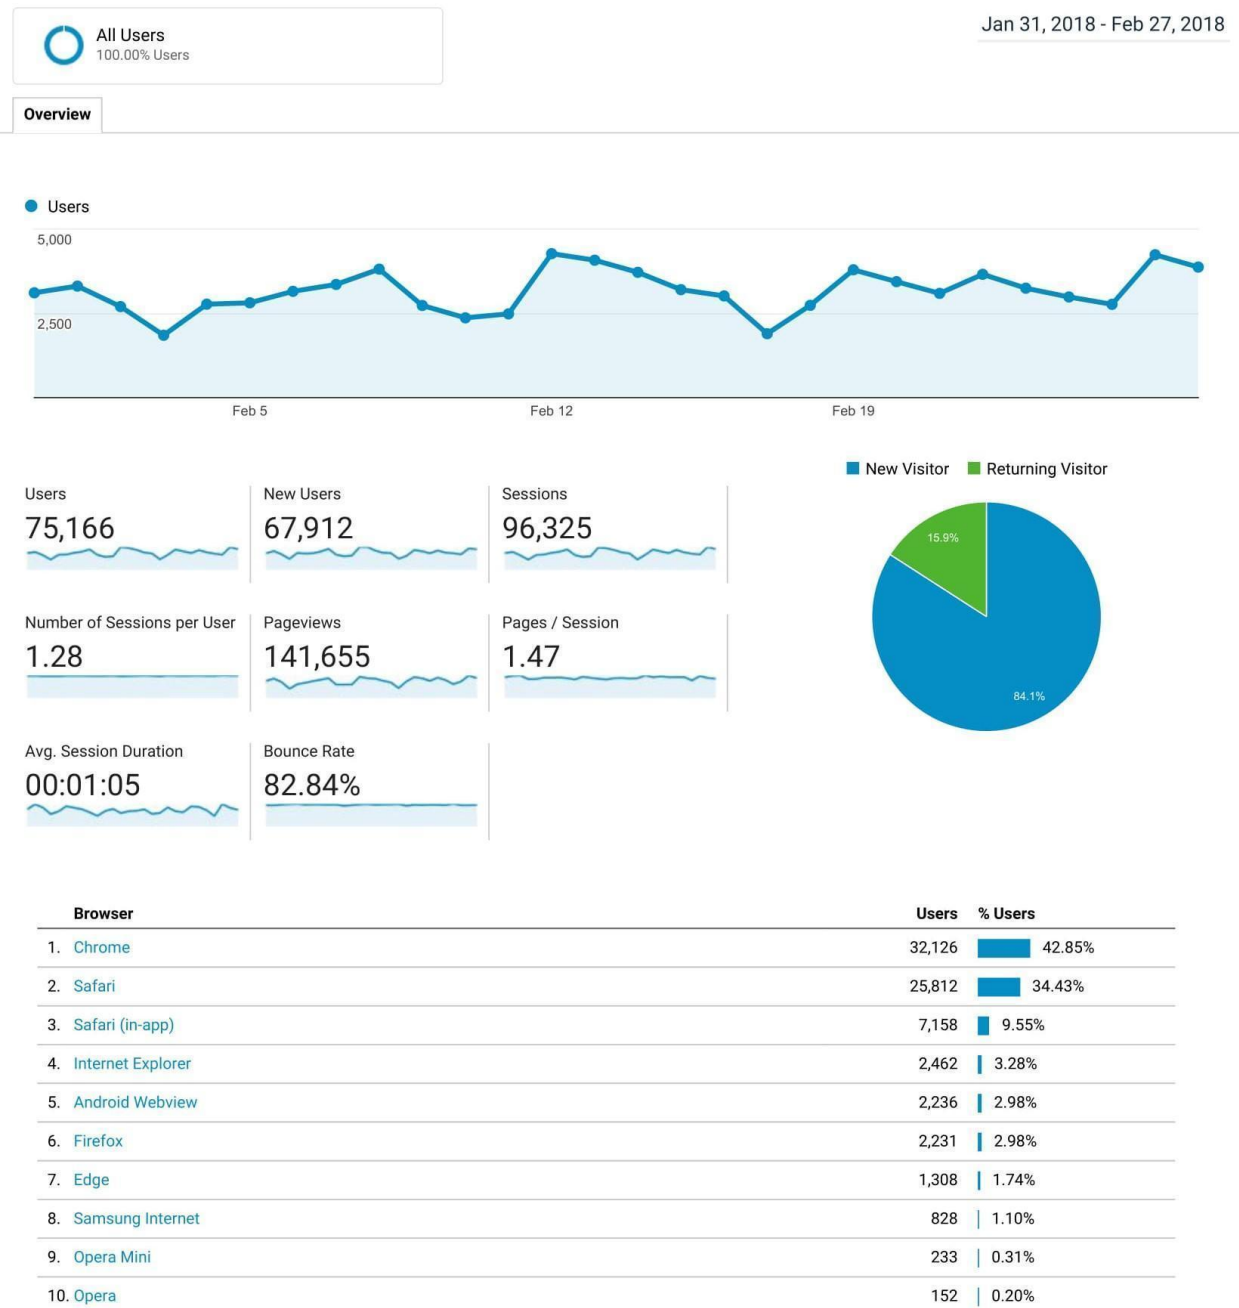 All Users
100.00% Users
Jan 31, 2018 - Feb 27, 2018
Overview
Users
5,000
2,500
Feb 5
Feb 12
Feb 19
New Visitor
Returning Visitor
15.9%
84.1%
Users
75,166
New Users
67,912
Sessions
96,325
Number of Sessions per User
1.28
Pageviews
141,655
Pages / Session
1.47
Avg. Session Duration
00:01:05
Bounce Rate
82.84%
Browser Users % Users
1. Chrome 32,126 42.85%
2. Safari 25,812 34.43%
3. Safari (in-app) 7,158 9.55%
4. Internet Explorer 2,462 3.28%
5. Android Webview 2,236 2.98%
6. Firefox 2,231 2.98%
7. Edge 1,308 1.74%
8. Samsung Internet 828 1.10%
9. Opera Mini 233 0.31%
10. Opera 152 0.20%